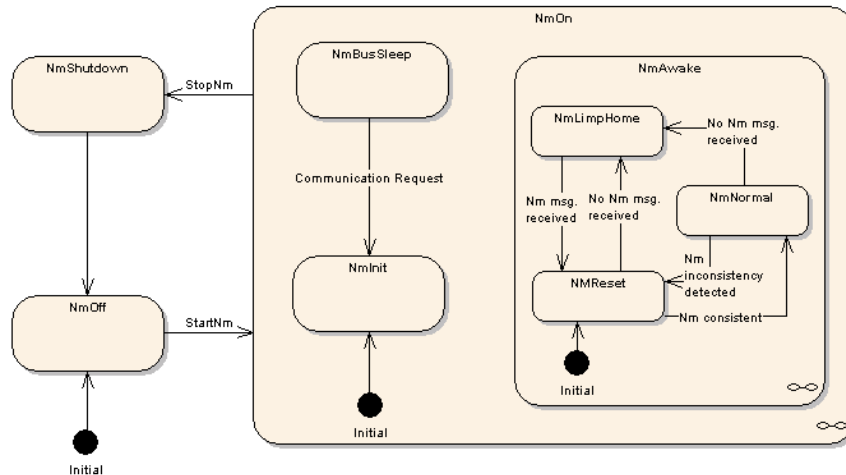 NmOn
NmShutdown
StopNm
NmBusSleep
NmAwake
NmLimpHome
No Nm msg.
received
Communication Request
Nm msg.
received
No Nm msg.
received
NmNormal
NmInit
Nm
inconsistency
detected
NMReset
NmOff
StartNm
Nm consistent
Initial
Initial
Initial